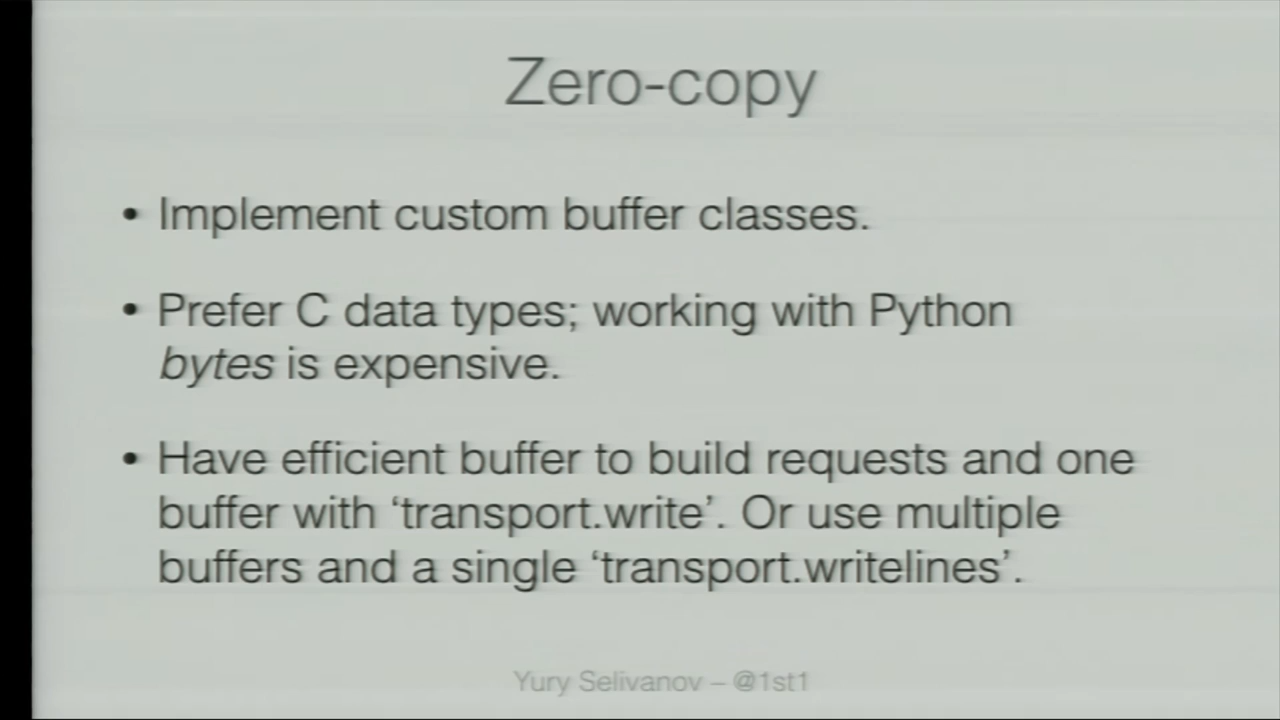 Zero-copy
• Implement custom buffer classes.
• Prefer C data types; working with Python
bytes is expensive.
• Have efficient buffer to build requests and one
buffer with ‘transport.write’. Or use multiple
buffers and a single ‘transport.writelines’.
Yury Selivanov – @1st1